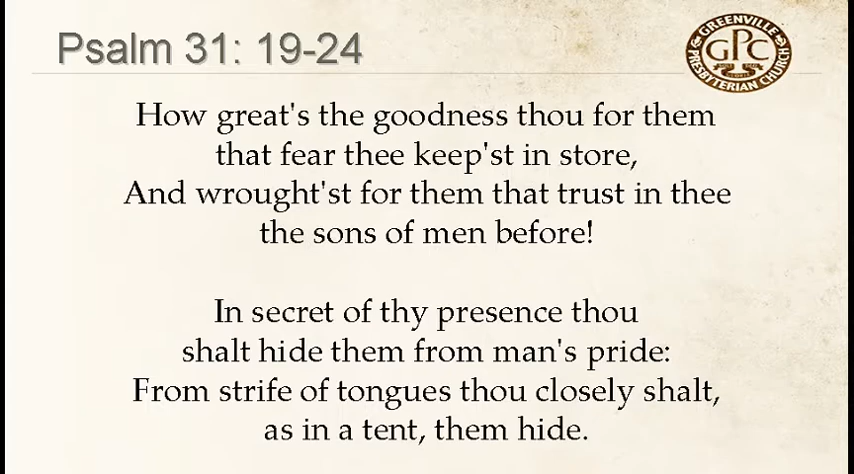 Psalm 31: 19-24
GREENVILLE
GPC
PRESBYTERIAN CHURCH
How great's the goodness thou for them
that fear thee keep'st in store,
And wrought'st for them that trust in thee
the sons of men before!
In secret of thy presence thou
shalt hide them from man's pride:
From strife of tongues thou closely shalt,
as in a tent, them hide.